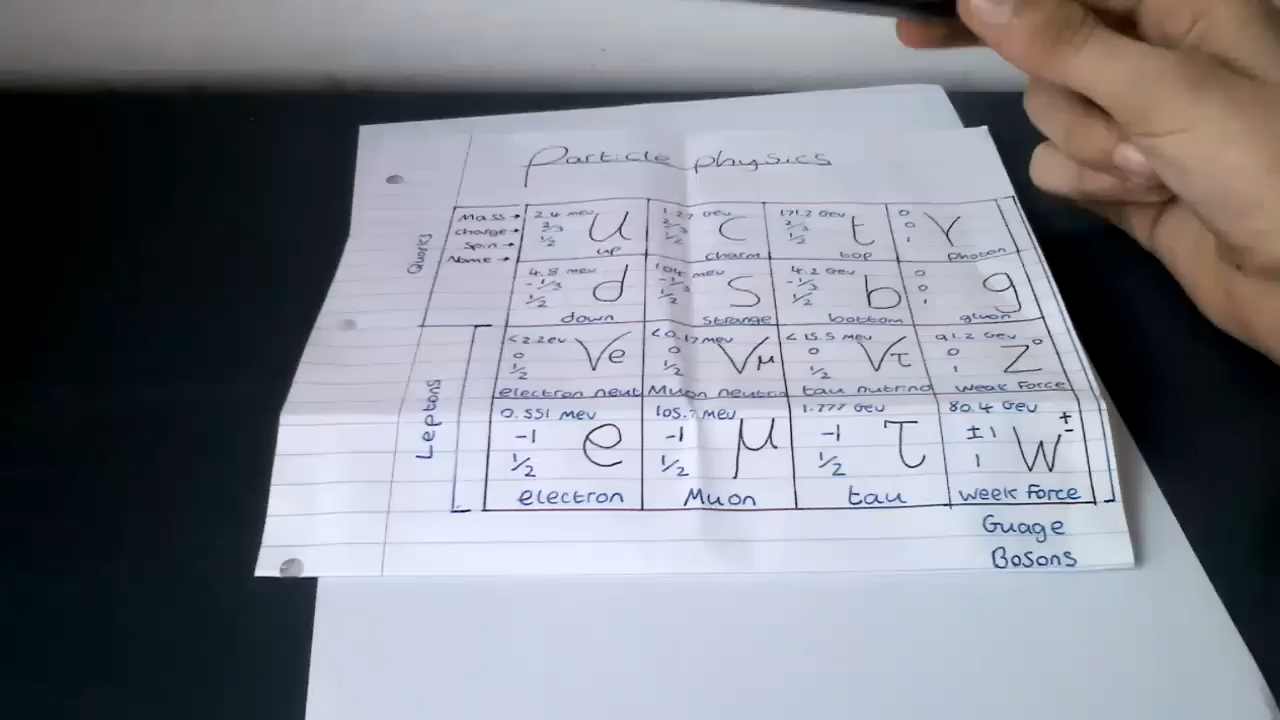 Particle physics
Quarks
Mass → 2.4 mev 1.27 Gev 171.2 Gev 0
Charge → 2/3 u 2/3 c 2/3 t 0 γ
Spin → 1/2 1/2 1/2 1
Name → up charm top photon
4.8 mev 104 mev 4.2 Gev 0
-1/3 d -1/3 s -1/3 b 0 g
1/2 1/2 1/2 1
down strange bottom gluon
Leptons
<2.2ev <0.17 mev <15.5 mev 91.2 Gev
0 Ve 0 Vμ 0 Vτ 0 Z⁰
1/2 1/2 1/2 1
electron neut Muon neutrino tau nutrino weak Force
0.551 Mev 105.7 MeV 1.777 Gev 80.4 Gev
-1 e -1 μ -1 τ ±1 W±
1/2 1/2 1/2 1
electron Muon tau week Force
Guage
Bosons